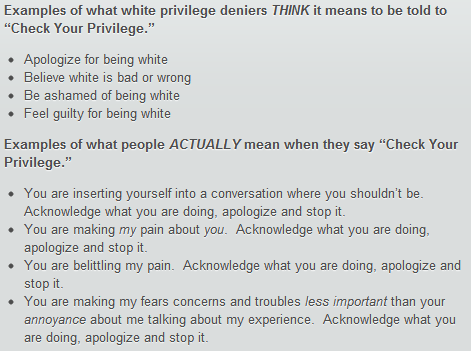 Examples of what white privilege deniers THINK it means to be told to
“Check Your Privilege.”
• Apologize for being white
• Believe white is bad or wrong
• Be ashamed of being white
• Feel guilty for being white
Examples of what people ACTUALLY mean when they say “Check Your
Privilege.”
• You are inserting yourself into a conversation where you shouldn’t be.
Acknowledge what you are doing, apologize and stop it.
• You are making my pain about you.  Acknowledge what you are doing,
apologize and stop it.
• You are belittling my pain.  Acknowledge what you are doing, apologize and
stop it.
• You are making my fears concerns and troubles less important than your
annoyance about me talking about my experience.  Acknowledge what you
are doing, apologize and stop it.